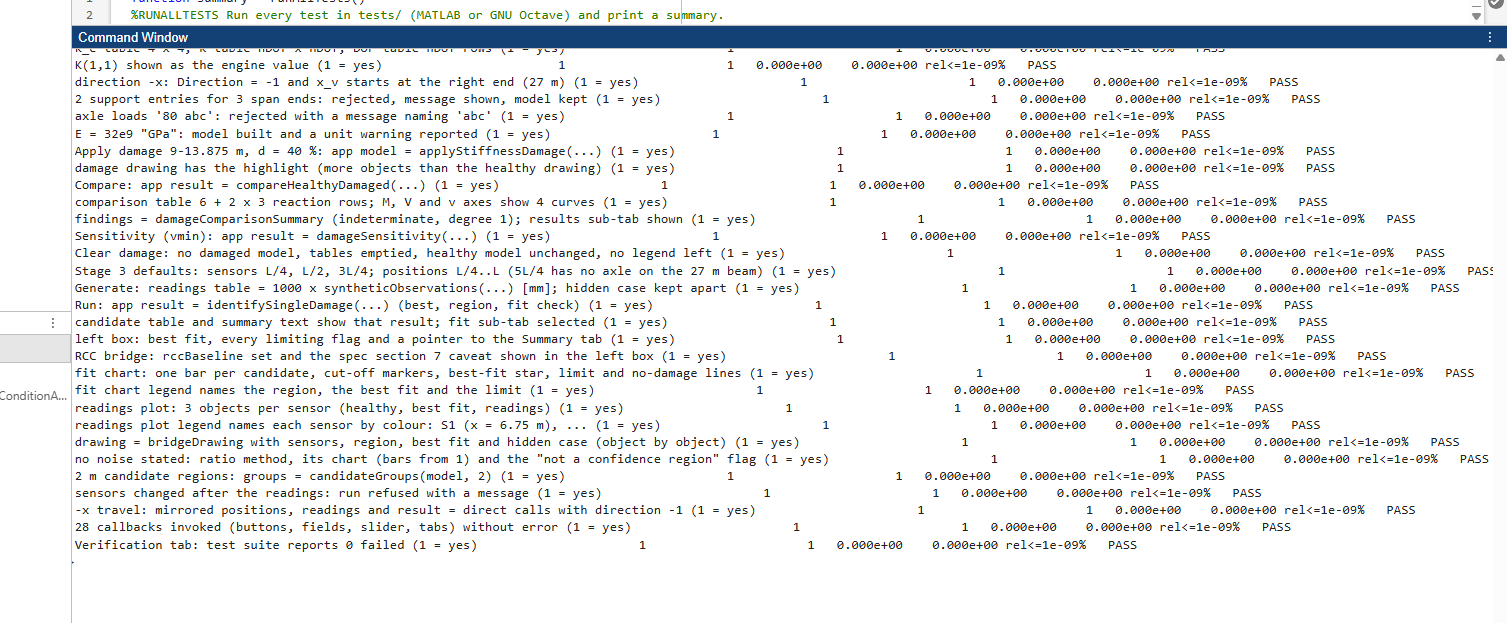 1 function summary = runAllTests()
2 %RUNALLTESTS Run every test in tests/ (MATLAB or GNU Octave) and print a summary.
Command Window
K(1,1) shown as the engine value (1 = yes) 1 1 0.000e+00 0.000e+00 rel<=1e-09% PASS
direction -x: Direction = -1 and x_v starts at the right end (27 m) (1 = yes) 1 1 0.000e+00 0.000e+00 rel<=1e-09% PASS
2 support entries for 3 span ends: rejected, message shown, model kept (1 = yes) 1 1 0.000e+00 0.000e+00 rel<=1e-09% PASS
axle loads '80 abc': rejected with a message naming 'abc' (1 = yes) 1 1 0.000e+00 0.000e+00 rel<=1e-09% PASS
E = 32e9 "GPa": model built and a unit warning reported (1 = yes) 1 1 0.000e+00 0.000e+00 rel<=1e-09% PASS
Apply damage 9-13.875 m, d = 40 %: app model = applyStiffnessDamage(...) (1 = yes) 1 1 0.000e+00 0.000e+00 rel<=1e-09% PASS
damage drawing has the highlight (more objects than the healthy drawing) (1 = yes) 1 1 0.000e+00 0.000e+00 rel<=1e-09% PASS
Compare: app result = compareHealthyDamaged(...) (1 = yes) 1 1 0.000e+00 0.000e+00 rel<=1e-09% PASS
comparison table 6 + 2 x 3 reaction rows; M, V and v axes show 4 curves (1 = yes) 1 1 0.000e+00 0.000e+00 rel<=1e-09% PASS
findings = damageComparisonSummary (indeterminate, degree 1); results sub-tab shown (1 = yes) 1 1 0.000e+00 0.000e+00 rel<=1e-09% PASS
Sensitivity (vmin): app result = damageSensitivity(...) (1 = yes) 1 1 0.000e+00 0.000e+00 rel<=1e-09% PASS
Clear damage: no damaged model, tables emptied, healthy model unchanged, no legend left (1 = yes) 1 1 0.000e+00 0.000e+00 rel<=1e-09% PASS
Stage 3 defaults: sensors L/4, L/2, 3L/4; positions L/4..L (5L/4 has no axle on the 27 m beam) (1 = yes) 1 1 0.000e+00 0.000e+00 rel<=1e-09% PASS
Generate: readings table = 1000 x syntheticObservations(...) [mm]; hidden case kept apart (1 = yes) 1 1 0.000e+00 0.000e+00 rel<=1e-09% PASS
Run: app result = identifySingleDamage(...) (best, region, fit check) (1 = yes) 1 1 0.000e+00 0.000e+00 rel<=1e-09% PASS
candidate table and summary text show that result; fit sub-tab selected (1 = yes) 1 1 0.000e+00 0.000e+00 rel<=1e-09% PASS
left box: best fit, every limiting flag and a pointer to the Summary tab (1 = yes) 1 1 0.000e+00 0.000e+00 rel<=1e-09% PASS
RCC bridge: rccBaseline set and the spec section 7 caveat shown in the left box (1 = yes) 1 1 0.000e+00 0.000e+00 rel<=1e-09% PASS
fit chart: one bar per candidate, cut-off markers, best-fit star, limit and no-damage lines (1 = yes) 1 1 0.000e+00 0.000e+00 rel<=1e-09% PASS
fit chart legend names the region, the best fit and the limit (1 = yes) 1 1 0.000e+00 0.000e+00 rel<=1e-09% PASS
readings plot: 3 objects per sensor (healthy, best fit, readings) (1 = yes) 1 1 0.000e+00 0.000e+00 rel<=1e-09% PASS
readings plot legend names each sensor by colour: S1 (x = 6.75 m), ... (1 = yes) 1 1 0.000e+00 0.000e+00 rel<=1e-09% PASS
ConditionA...
drawing = bridgeDrawing with sensors, region, best fit and hidden case (object by object) (1 = yes) 1 1 0.000e+00 0.000e+00 rel<=1e-09% PASS
no noise stated: ratio method, its chart (bars from 1) and the "not a confidence region" flag (1 = yes) 1 1 0.000e+00 0.000e+00 rel<=1e-09% PASS
2 m candidate regions: groups = candidateGroups(model, 2) (1 = yes) 1 1 0.000e+00 0.000e+00 rel<=1e-09% PASS
sensors changed after the readings: run refused with a message (1 = yes) 1 1 0.000e+00 0.000e+00 rel<=1e-09% PASS
-x travel: mirrored positions, readings and result = direct calls with direction -1 (1 = yes) 1 1 0.000e+00 0.000e+00 rel<=1e-09% PASS
28 callbacks invoked (buttons, fields, slider, tabs) without error (1 = yes) 1 1 0.000e+00 0.000e+00 rel<=1e-09% PASS
Verification tab: test suite reports 0 failed (1 = yes) 1 1 0.000e+00 0.000e+00 rel<=1e-09% PASS